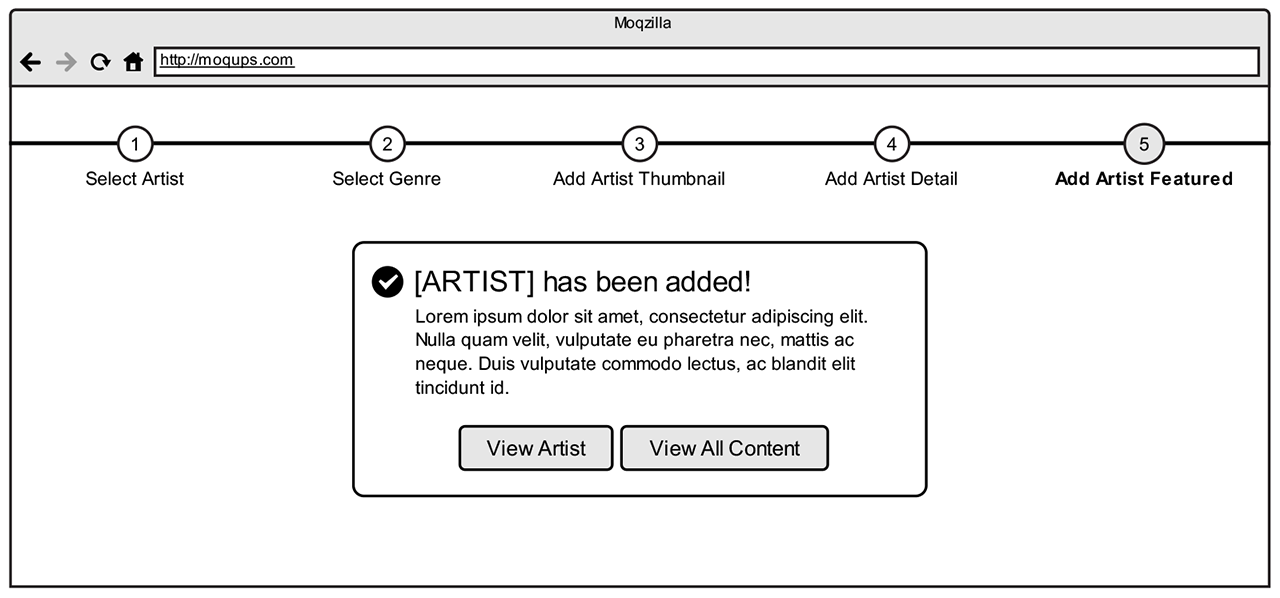 Moqzilla
http://moqups.com
1
2
3
4
5
Select Artist
Select Genre
Add Artist Thumbnail
Add Artist Detail
Add Artist Featured
[ARTIST] has been added!
Lorem ipsum dolor sit amet, consectetur adipiscing elit.
Nulla quam velit, vulputate eu pharetra nec, mattis ac
neque. Duis vulputate commodo lectus, ac blandit elit
tincidunt id.
View Artist
View All Content